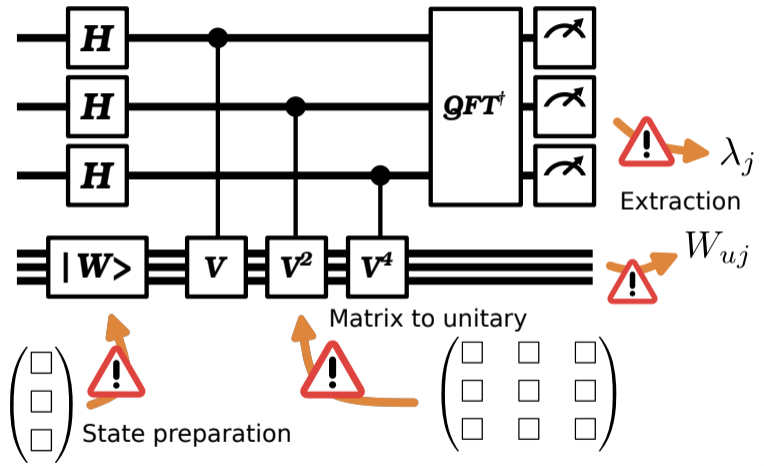 H
H
QFT†
H
λj
Extraction
|W>
V
V²
V⁴
Wuj
Matrix to unitary
State preparation